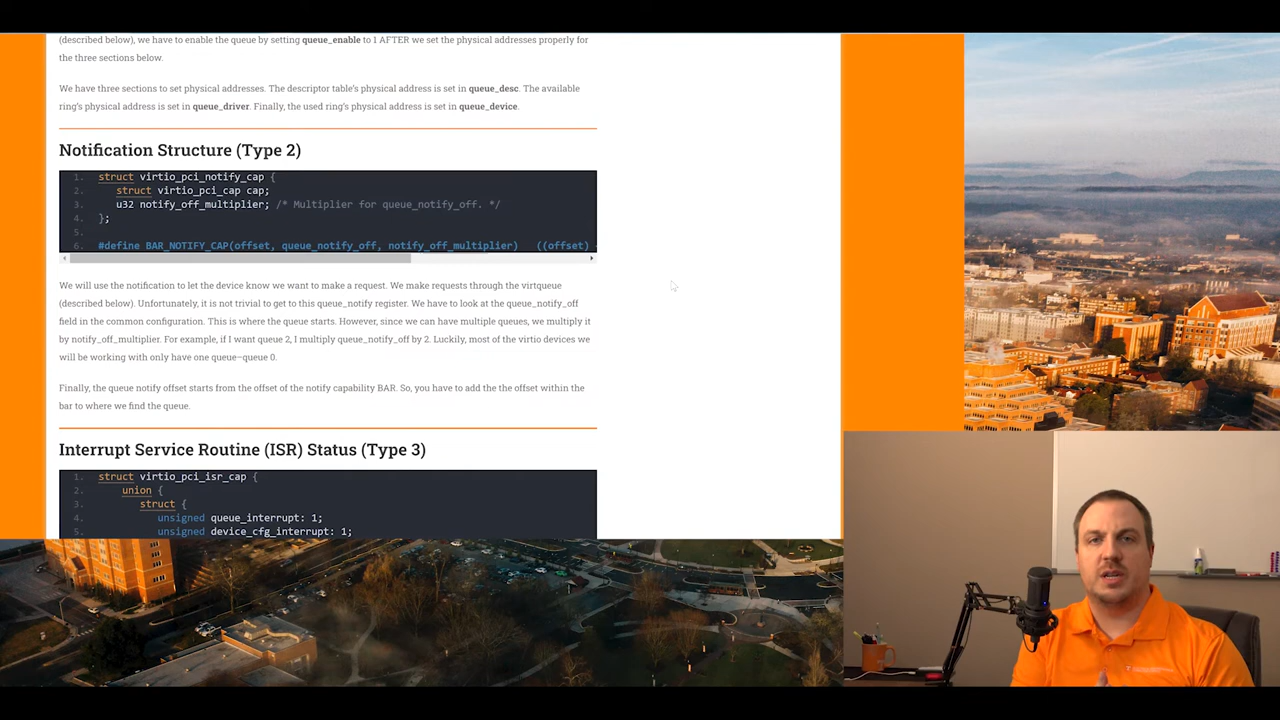 (described below), we have to enable the queue by setting queue_enable to 1 AFTER we set the physical addresses properly for
the three sections below.
We have three sections to set physical addresses. The descriptor table's physical address is set in queue_desc. The available
ring's physical address is set in queue_driver. Finally, the used ring's physical address is set in queue_device.
Notification Structure (Type 2)
1. struct virtio_pci_notify_cap {
2. struct virtio_pci_cap cap;
3. u32 notify_off_multiplier; /* Multiplier for queue_notify_off. */
4. };
5.
6. #define BAR_NOTIFY_CAP(offset, queue_notify_off, notify_off_multiplier) ((offset)
We will use the notification to let the device know we want to make a request. We make requests through the virtqueue
(described below). Unfortunately, it is not trivial to get to this queue_notify register. We have to look at the queue_notify_off
field in the common configuration. This is where the queue starts. However, since we can have multiple queues, we multiply it
by notify_off_multiplier. For example, if I want queue 2, I multiply queue_notify_off by 2. Luckily, most of the virtio devices we
will be working with only have one queue–queue 0.
Finally, the queue notify offset starts from the offset of the notify capability BAR. So, you have to add the the offset within the
bar to where we find the queue.
Interrupt Service Routine (ISR) Status (Type 3)
1. struct virtio_pci_isr_cap {
2. union {
3. struct {
4. unsigned queue_interrupt: 1;
5. unsigned device_cfg_interrupt: 1;